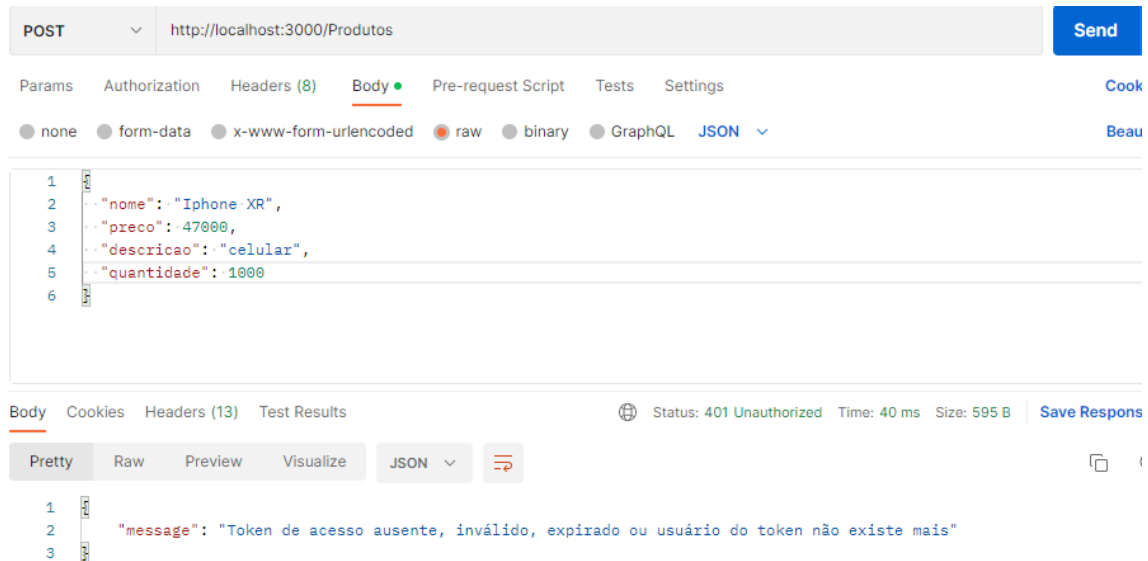 POST http://localhost:3000/Produtos Send
Params Authorization Headers (8) Body Pre-request Script Tests Settings Cook
none form-data x-www-form-urlencoded raw binary GraphQL JSON Beau
1 {
2 "nome": "Iphone XR",
3 "preco": 47000,
4 "descricao": "celular",
5 "quantidade": 1000
6 }
Body Cookies Headers (13) Test Results Status: 401 Unauthorized Time: 40 ms Size: 595 B Save Respons
Pretty Raw Preview Visualize JSON
1 {
2 "message": "Token de acesso ausente, inválido, expirado ou usuário do token não existe mais"
3 }